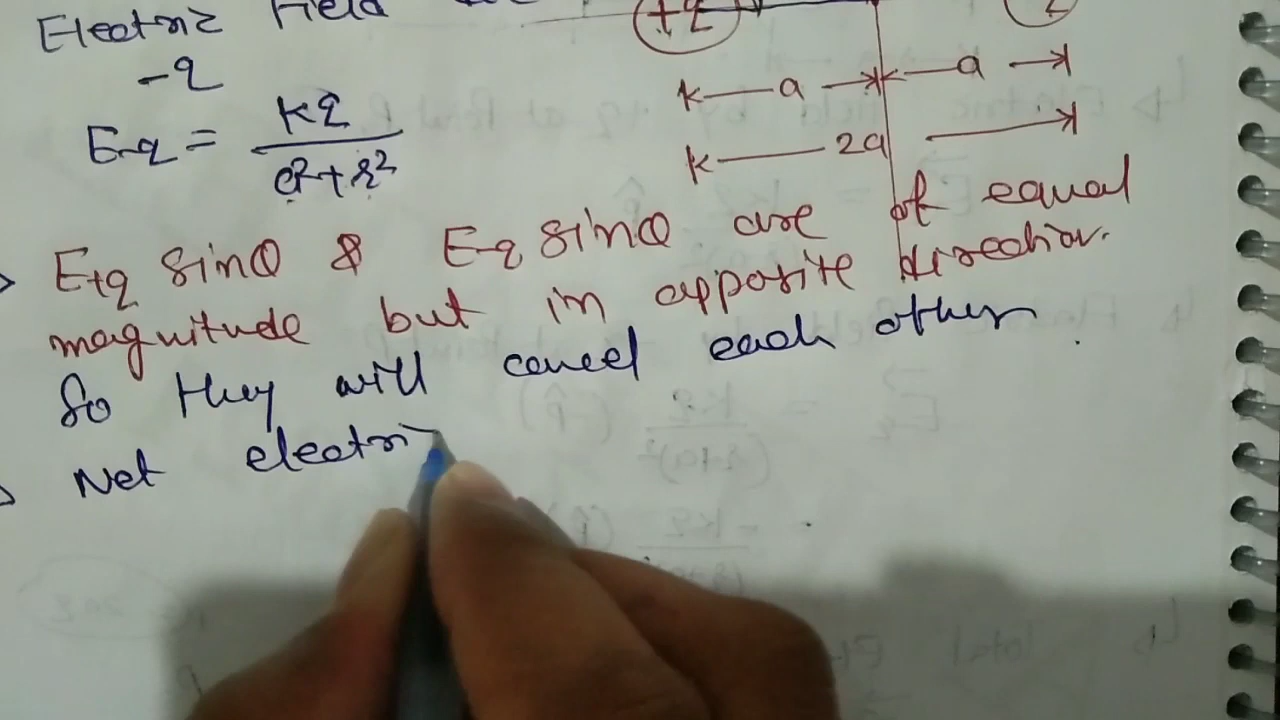 Electric Field
+q
-q
a a
E-q = kq / a²+r²
2a
E+q sinθ & E-q sinθ are of equal
magnitude but in opposite direction.
So they will cancel each other
Net electri